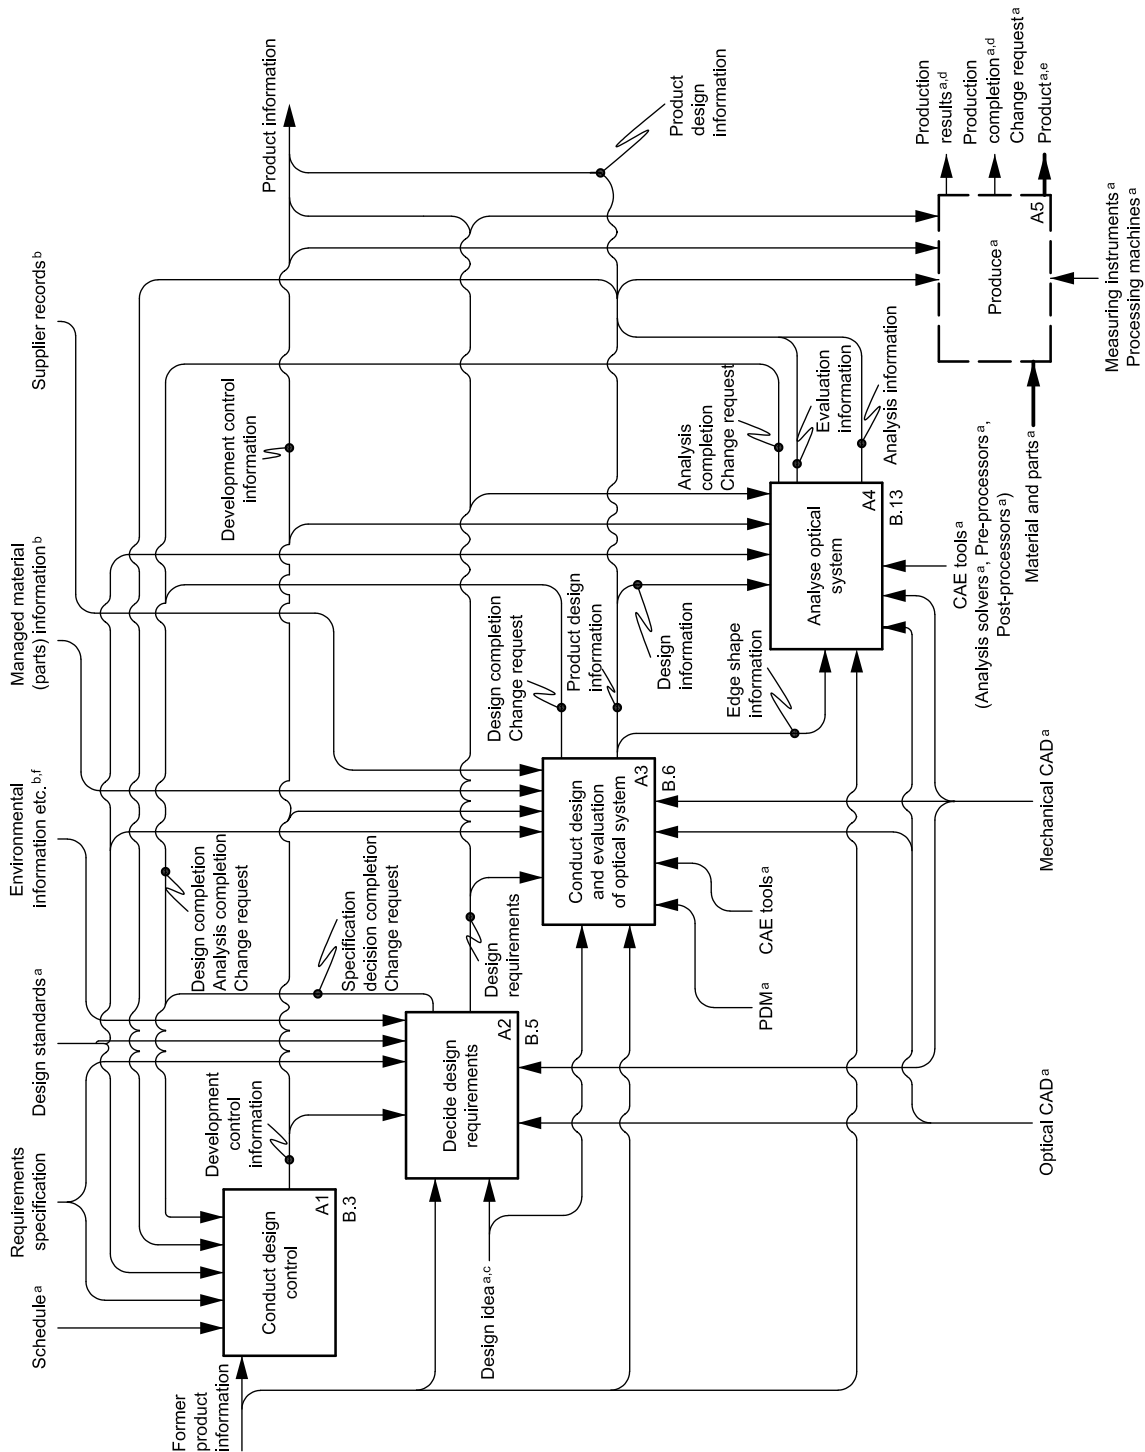 Schedule a
Requirements
specification
Design standards a
Environmental
information etc. b,f
Managed material
(parts) information b
Supplier records b
Product information
Former
product
information
Conduct design
control
A1
B.3
Development
control
information
Design completion
Analysis completion
Change request
Specification
decision completion
Change request
Development control
information
Decide design
requirements
A2
B.5
Design idea a,c
Design
requirements
Design completion
Change request
Product design
information
Conduct design
and evaluation
of optical system
A3
B.6
Design
information
Edge shape
information
Analysis
completion
Change request
Evaluation
information
Analysis information
Analyse optical
system
A4
B.13
Product
design
information
Production
results a,d
Production
completion a,d
Change request a
Product a,e
Produce a
A5
Optical CAD a
PDM a
CAE tools a
Mechanical CAD a
CAE tools a
(Analysis solvers a, Pre-processors a,
Post-processors a)
Material and parts a
Measuring instruments a
Processing machines a